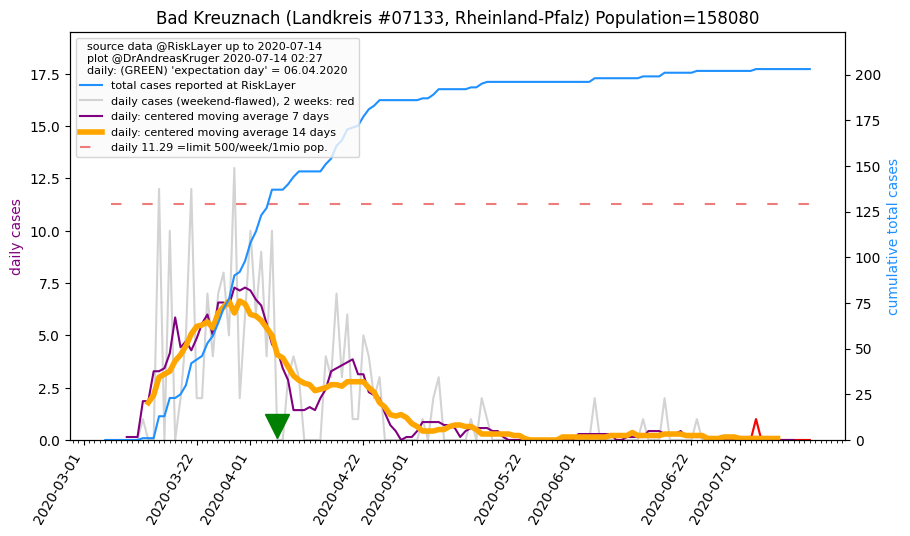 Bad Kreuznach (Landkreis #07133, Rheinland-Pfalz) Population=158080
source data @RiskLayer up to 2020-07-14
plot @DrAndreasKruger 2020-07-14 02:27
daily: (GREEN) 'expectation day' = 06.04.2020
total cases reported at RiskLayer
daily cases (weekend-flawed), 2 weeks: red
daily: centered moving average 7 days
daily: centered moving average 14 days
daily 11.29 =limit 500/week/1mio pop.
daily cases
17.5
15.0
12.5
10.0
7.5
5.0
2.5
0.0
cumulative total cases
200
175
150
125
100
75
50
25
0
2020-03-01
2020-03-22
2020-04-01
2020-04-22
2020-05-01
2020-05-22
2020-06-01
2020-06-22
2020-07-01